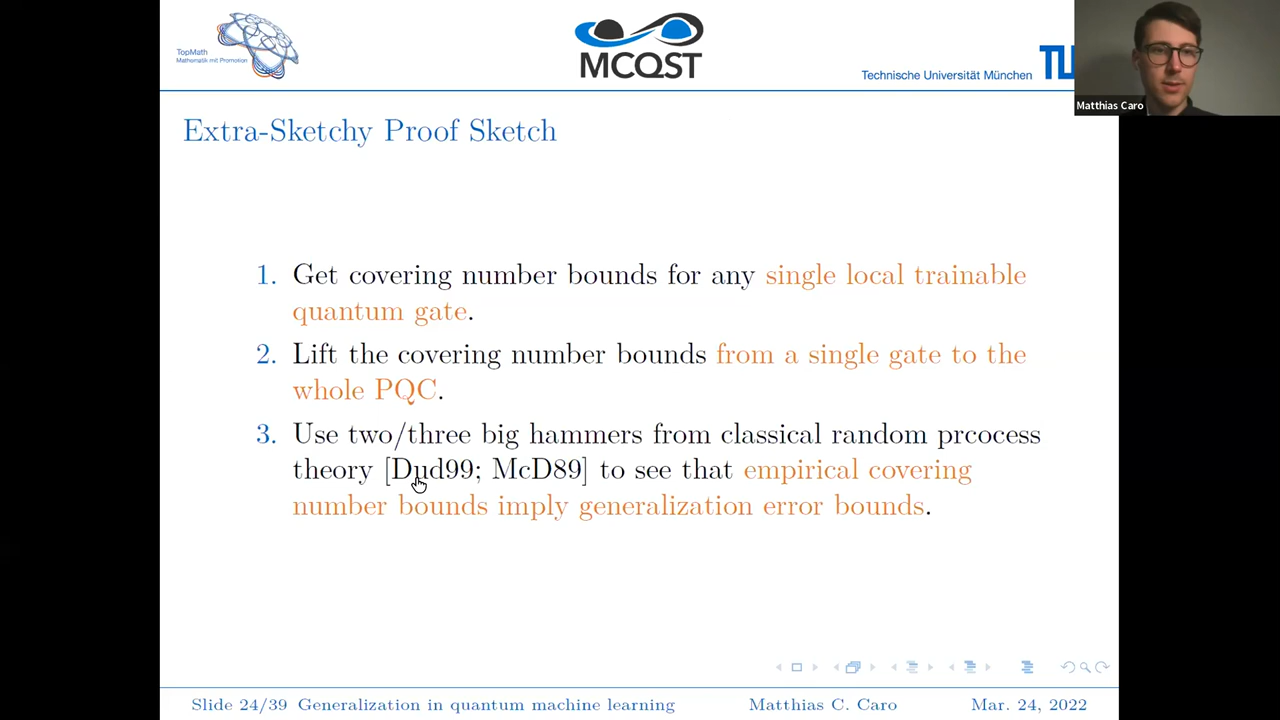 TopMath
Mathematik mit Promotion
MCQST
Technische Universität München
Matthias Caro
Extra-Sketchy Proof Sketch
1. Get covering number bounds for any single local trainable
quantum gate.
2. Lift the covering number bounds from a single gate to the
whole PQC.
3. Use two/three big hammers from classical random prcocess
theory [Dud99; McD89] to see that empirical covering
number bounds imply generalization error bounds.
Slide 24/39 Generalization in quantum machine learning Matthias C. Caro Mar. 24, 2022